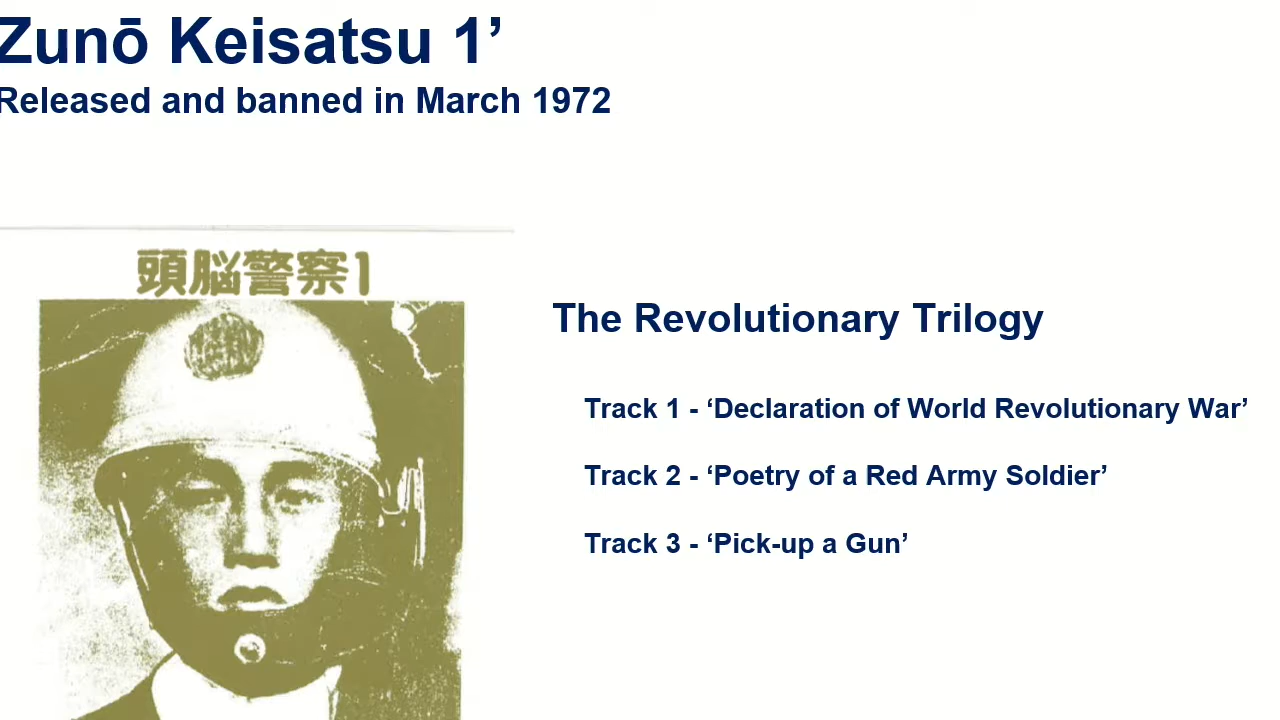 Zunō Keisatsu 1’
Released and banned in March 1972
頭脳警察1
The Revolutionary Trilogy
Track 1 - ‘Declaration of World Revolutionary War’
Track 2 - ‘Poetry of a Red Army Soldier’
Track 3 - ‘Pick-up a Gun’